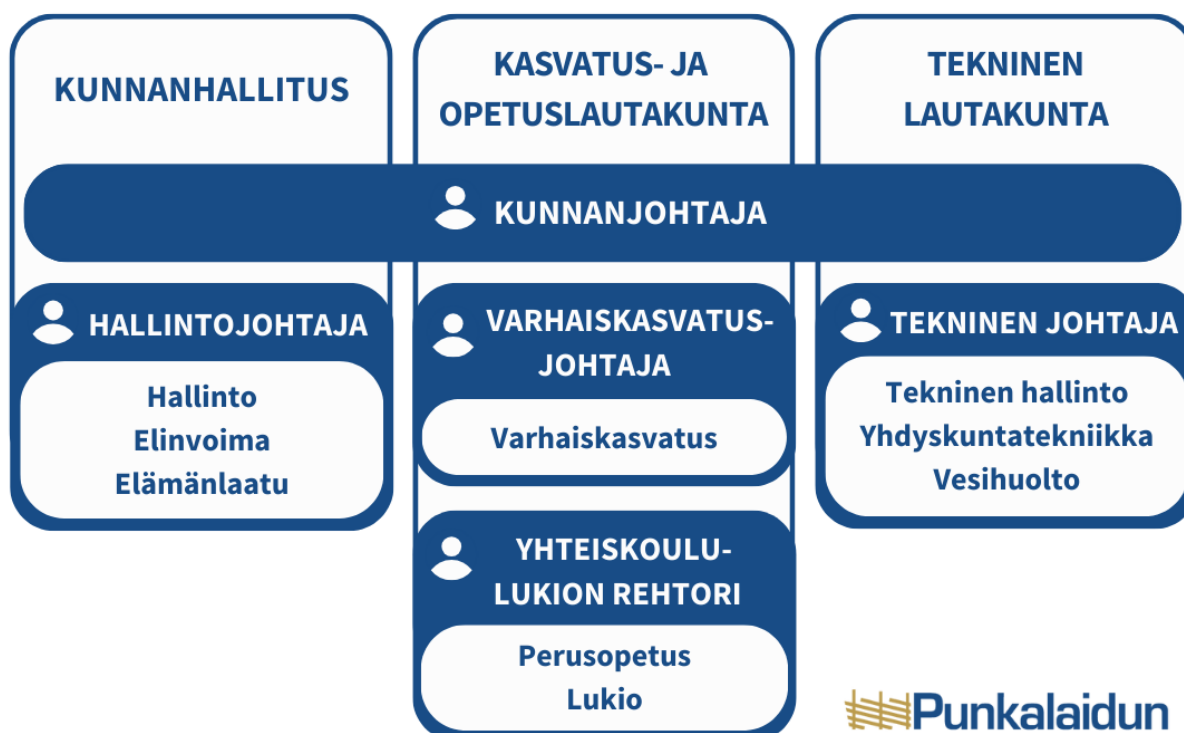 KUNNANHALLITUS
KASVATUS- JA
OPETUSLAUTAKUNTA
TEKNINEN
LAUTAKUNTA
KUNNANJOHTAJA
HALLINTOJOHTAJA
Hallinto
Elinvoima
Elämänlaatu
VARHAISKASVATUS-
JOHTAJA
Varhaiskasvatus
YHTEISKOULU-
LUKION REHTORI
Perusopetus
Lukio
TEKNINEN JOHTAJA
Tekninen hallinto
Yhdyskuntatekniikka
Vesihuolto
Punkalaidun